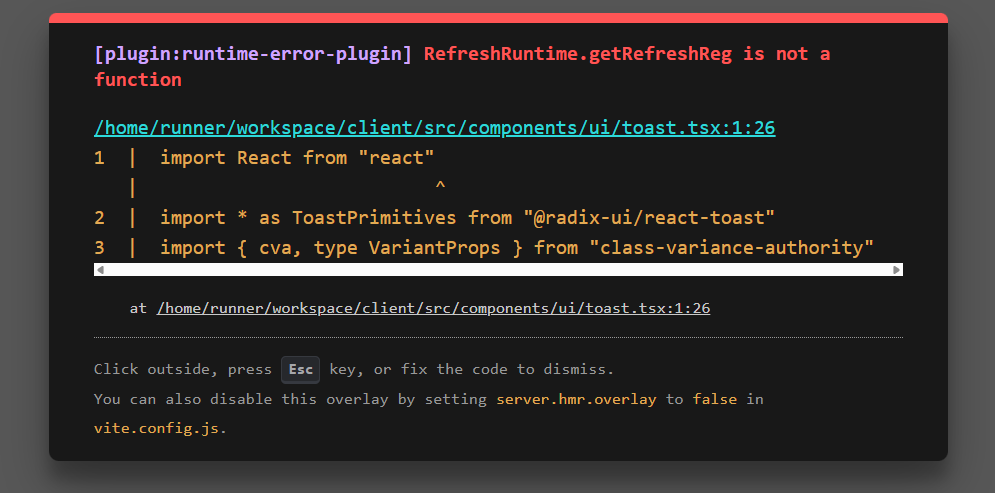 [plugin:runtime-error-plugin] RefreshRuntime.getRefreshReg is not a
function
/home/runner/workspace/client/src/components/ui/toast.tsx:1:26
1 | import React from "react"
| ^
2 | import * as ToastPrimitives from "@radix-ui/react-toast"
3 | import { cva, type VariantProps } from "class-variance-authority"
at /home/runner/workspace/client/src/components/ui/toast.tsx:1:26
Click outside, press Esc key, or fix the code to dismiss.
You can also disable this overlay by setting server.hmr.overlay to false in
vite.config.js.